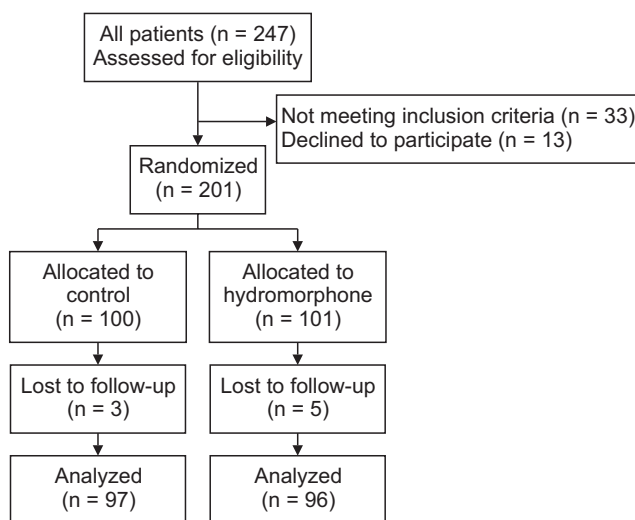 All patients (n = 247)
Assessed for eligibility
Not meeting inclusion criteria (n = 33)
Declined to participate (n = 13)
Randomized
(n = 201)
Allocated to
control
(n = 100)
Allocated to
hydromorphone
(n = 101)
Lost to follow-up
(n = 3)
Lost to follow-up
(n = 5)
Analyzed
(n = 97)
Analyzed
(n = 96)